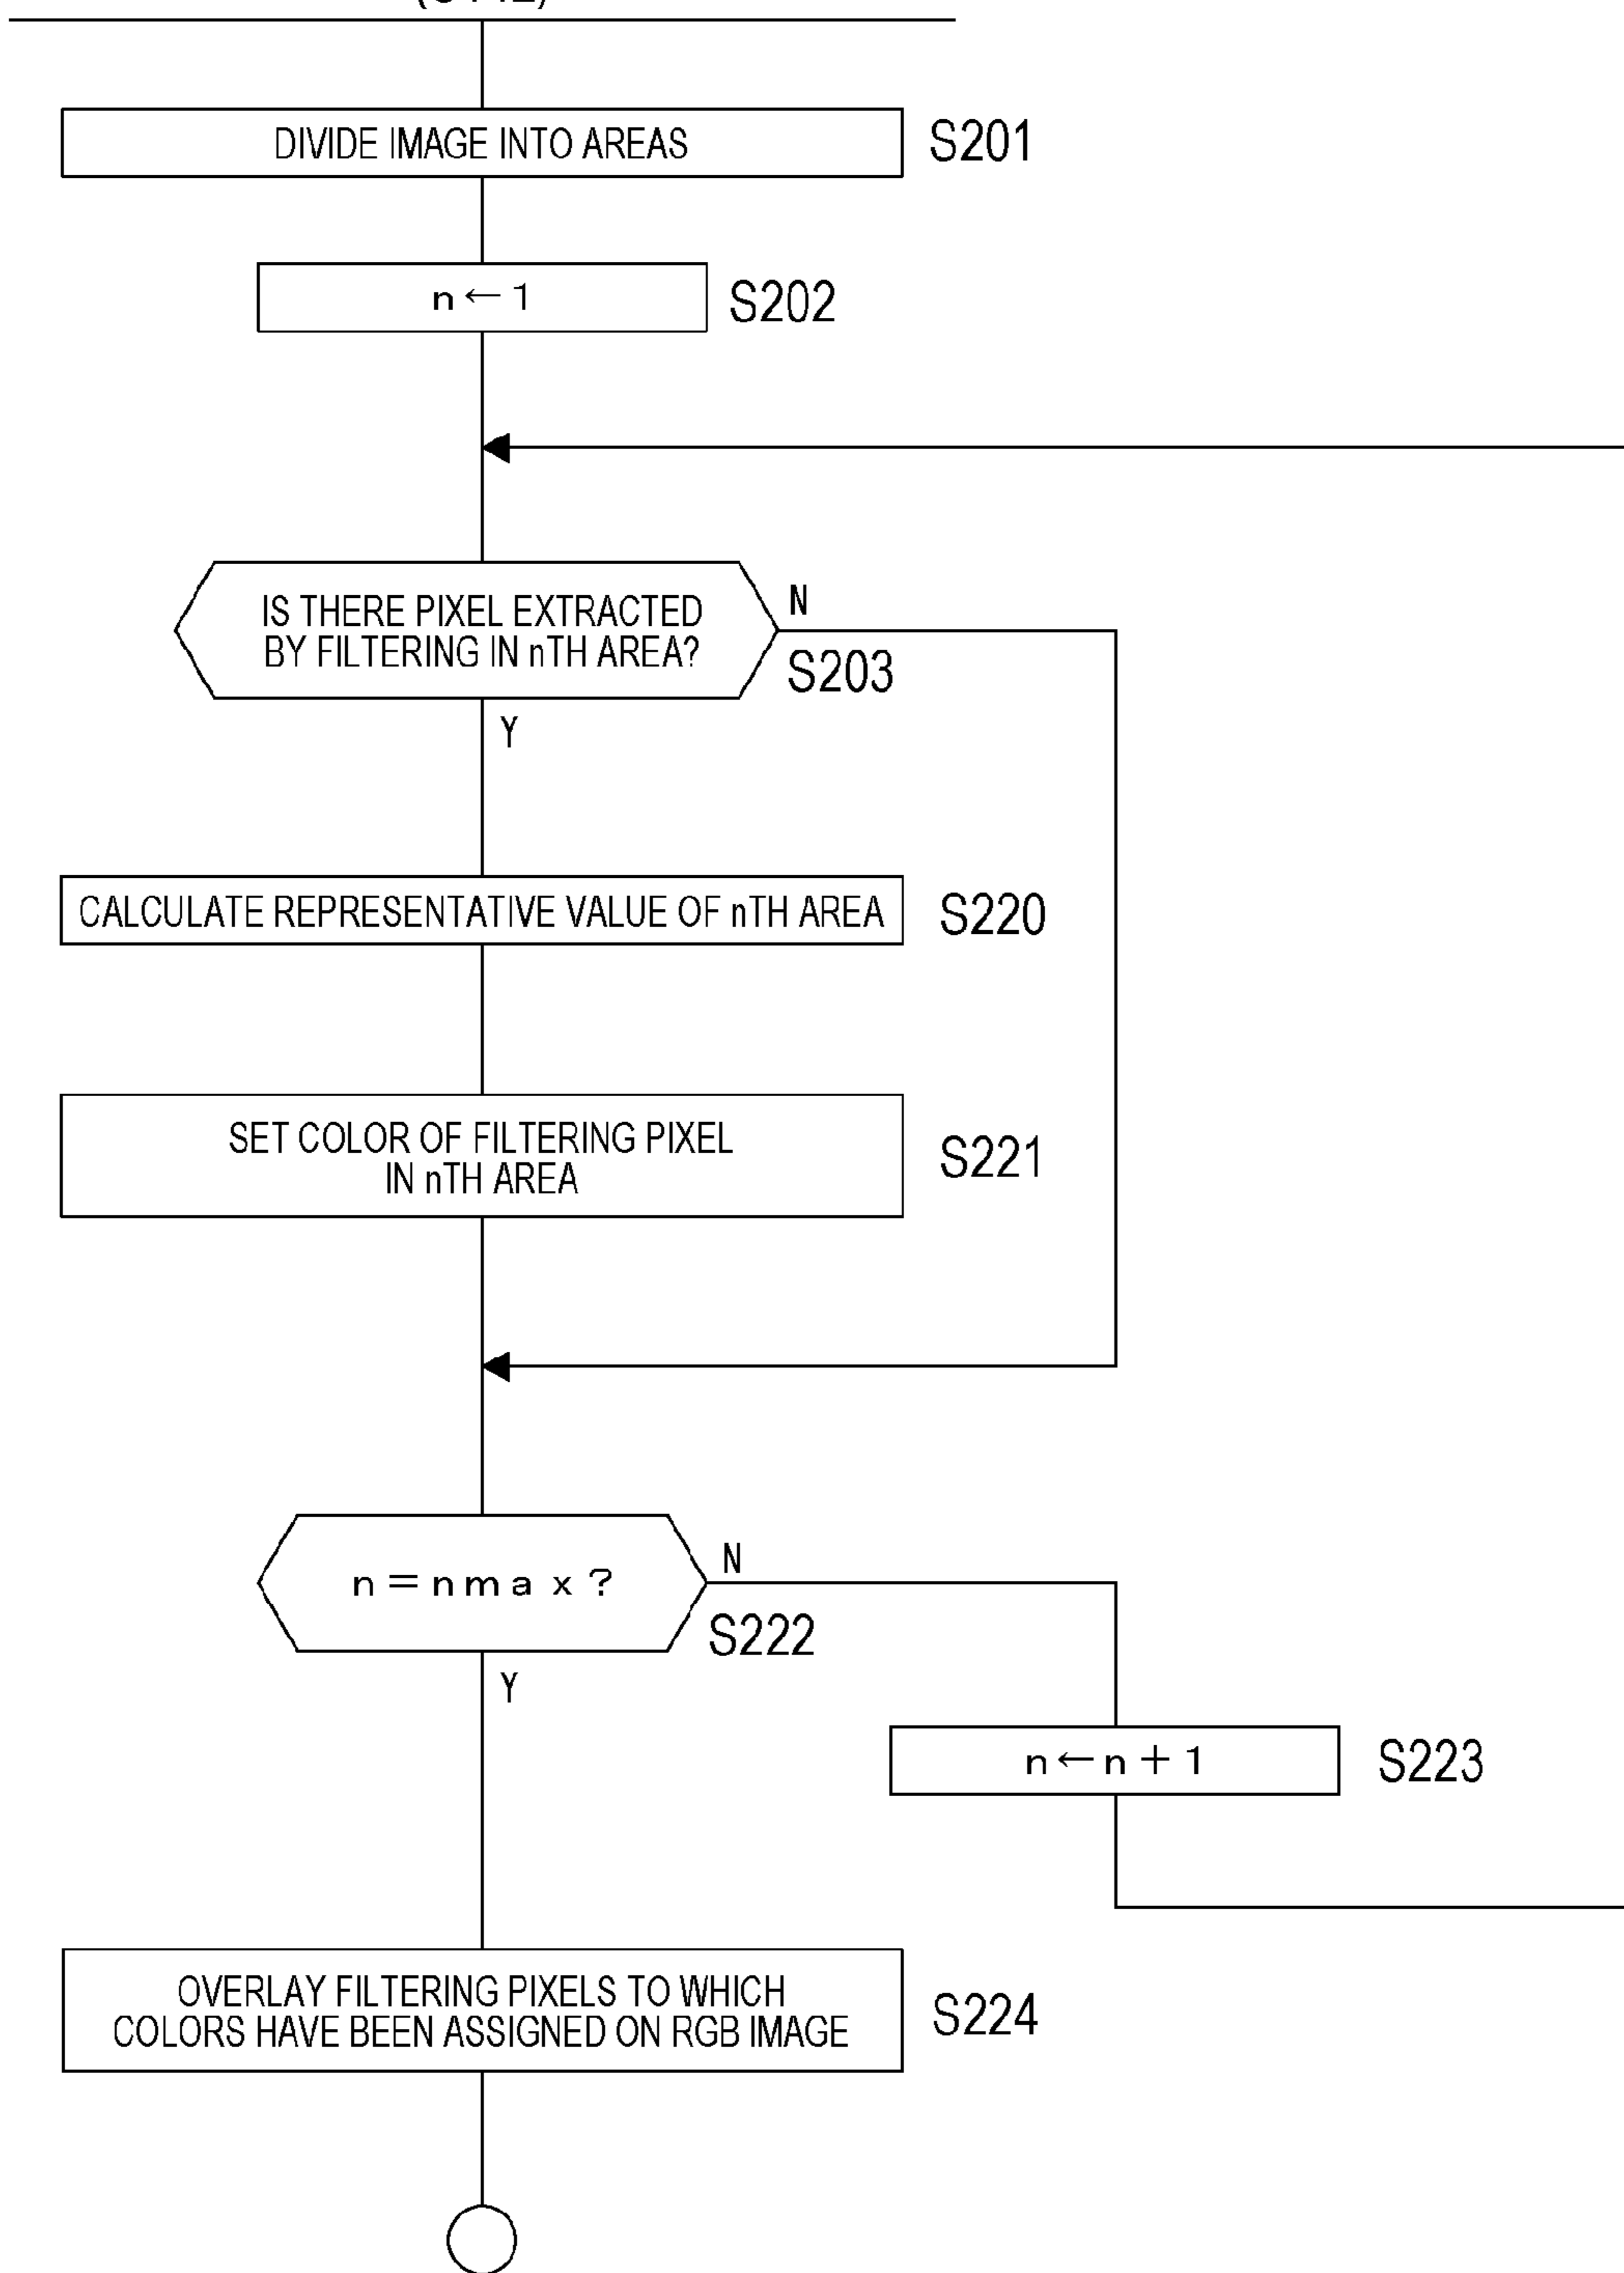 DIVIDE IMAGE INTO AREAS
S201
n←1
S202
IS THERE PIXEL EXTRACTED
BY FILTERING IN nTH AREA?
N
S203
Y
CALCULATE REPRESENTATIVE VALUE OF nTH AREA
S220
SET COLOR OF FILTERING PIXEL
IN nTH AREA
S221
n=nmax?
N
S222
Y
n←n+1
S223
OVERLAY FILTERING PIXELS TO WHICH
COLORS HAVE BEEN ASSIGNED ON RGB IMAGE
S224